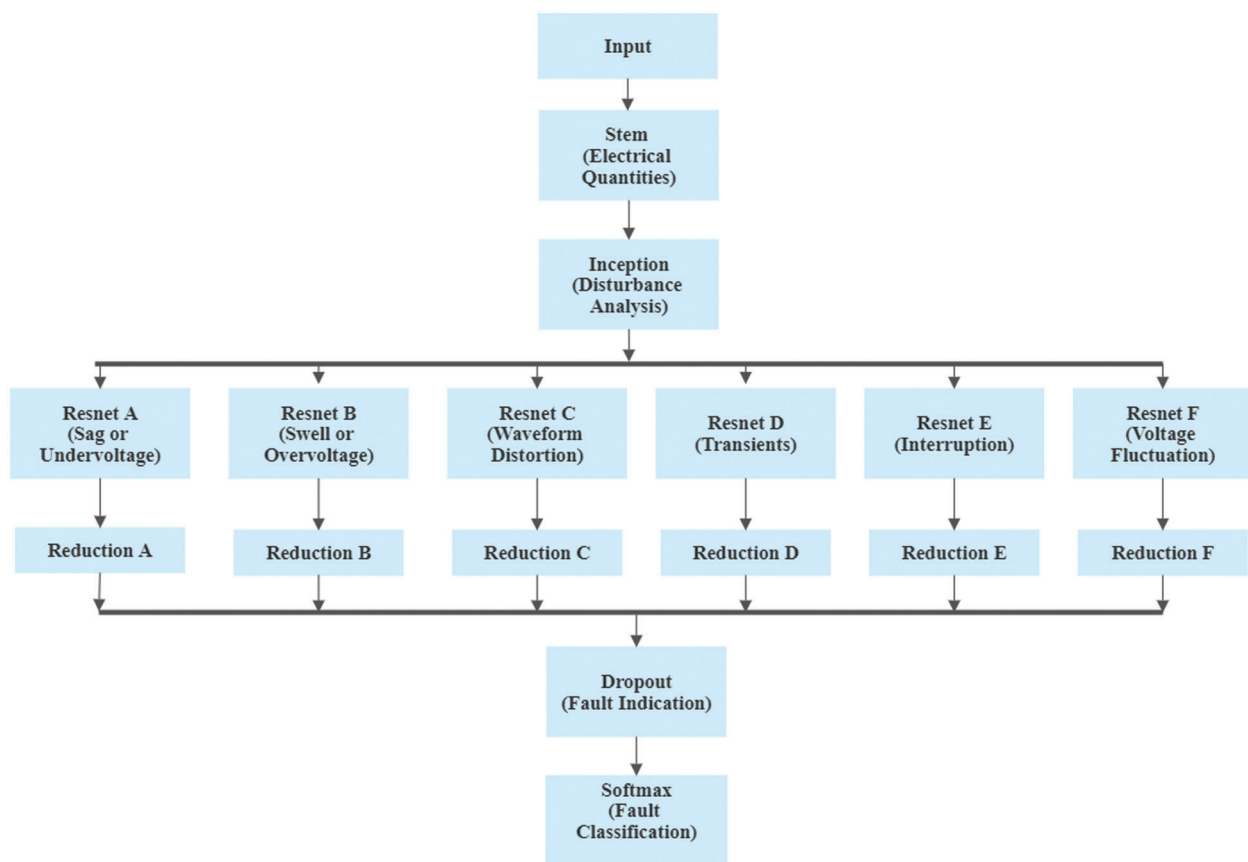 Input
Stem
(Electrical
Quantities)
Inception
(Disturbance
Analysis)
Resnet A
(Sag or
Undervoltage)
Resnet B
(Swell or
Overvoltage)
Resnet C
(Waveform
Distortion)
Resnet D
(Transients)
Resnet E
(Interruption)
Resnet F
(Voltage
Fluctuation)
Reduction A
Reduction B
Reduction C
Reduction D
Reduction E
Reduction F
Dropout
(Fault Indication)
Softmax
(Fault
Classification)